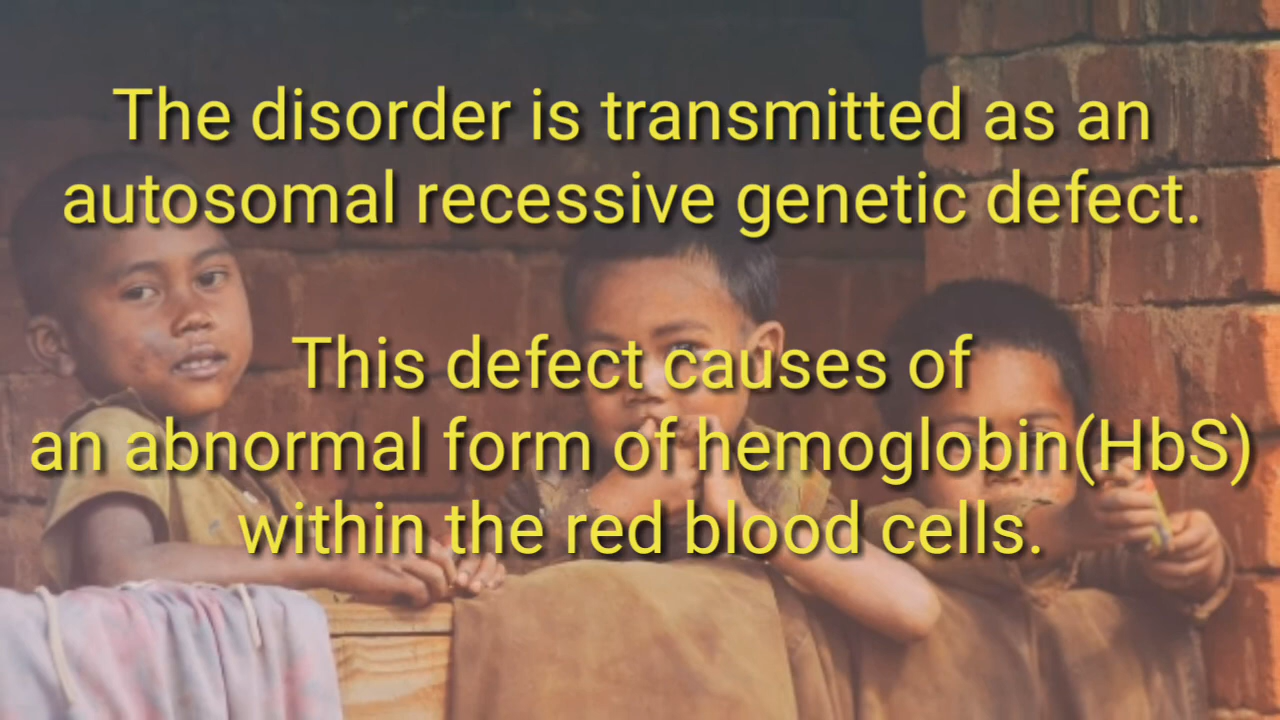 The disorder is transmitted as an
autosomal recessive genetic defect.
This defect causes of
an abnormal form of hemoglobin(HbS)
within the red blood cells.